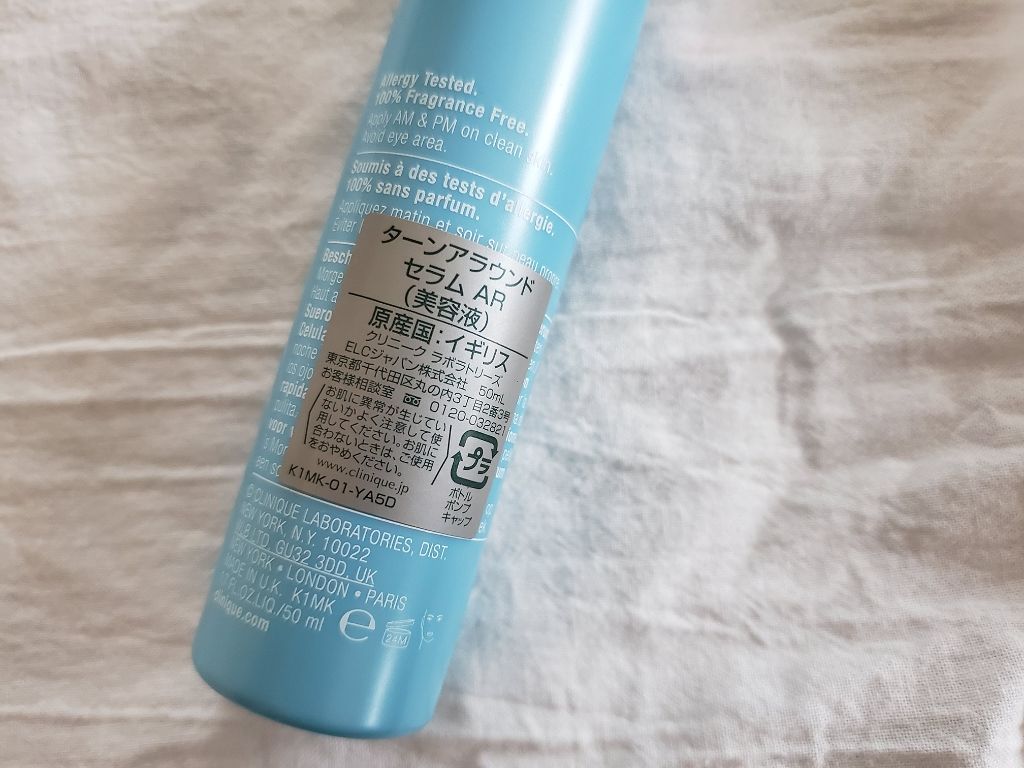 Allergy Tested.
100% Fragrance Free.
Apply AM & PM on clean skin.
Avoid eye area.
Soumis à des tests d'allergie.
100% sans parfum.
Appliquez matin et soir sur peau propre.
Eviter
ターンアラウンド
セラム AR
(美容液)
原産国:イギリス
クリニーク ラボラトリーズ
ELCジャパン株式会社 50mL
東京都千代田区丸の内3丁目2番3号
お客様相談室 0120-03282
お肌に異常が生じてい
ないかよく注意して使
用してください。お肌に
合わないときは、ご使用
をおやめください。
www.clinique.jp
K1MK-01-YA5D
プラ
ボトル
ポンプ
キャップ
© CLINIQUE LABORATORIES, DIST.
NEW YORK, N.Y. 10022
LTD, GU32 3DD, UK
NEW YORK • LONDON • PARIS
MADE IN U.K. K1MK
FL.OZ.LIQ./50 ml e 24M
clinique.com